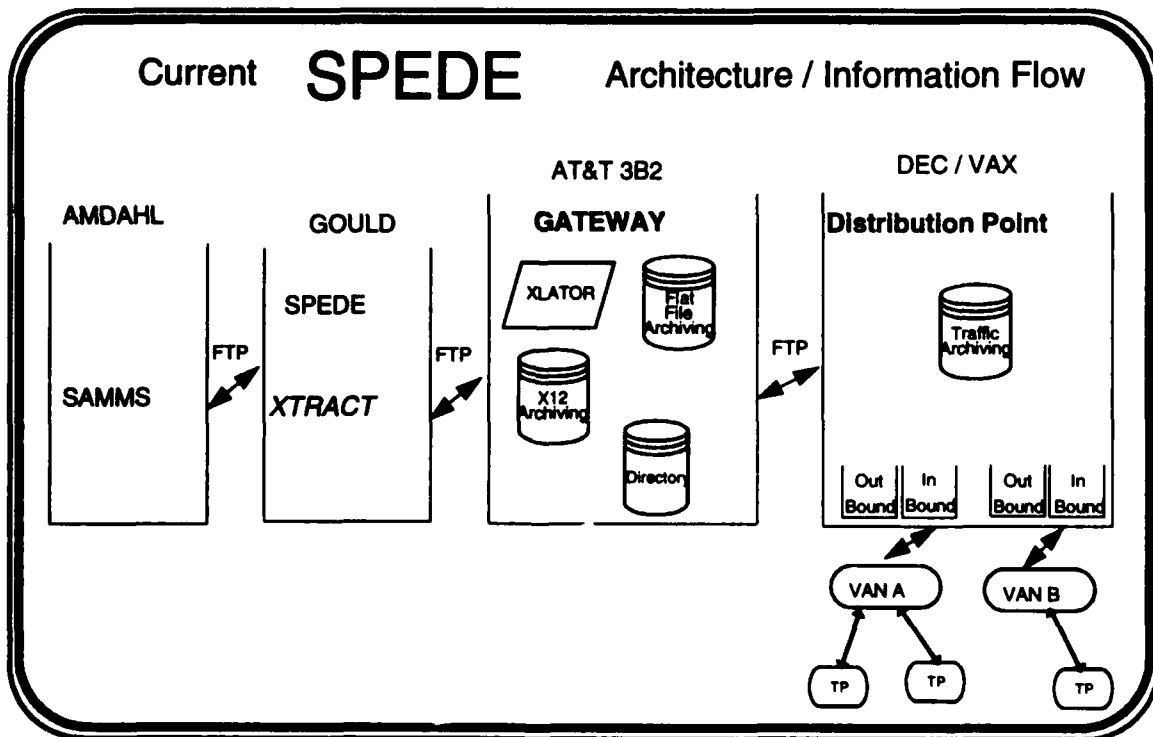 Current SPEDE Architecture / Information Flow
AMDAHL
SAMMS
FTP
GOULD
SPEDE
XTRACT
FTP
AT&T 3B2
GATEWAY
XLATOR
Flat
File
Archiving
X12
Archiving
Directory
FTP
DEC / VAX
Distribution Point
Traffic
Archiving
Out
Bound
In
Bound
Out
Bound
In
Bound
VAN A
VAN B
TP
TP
TP